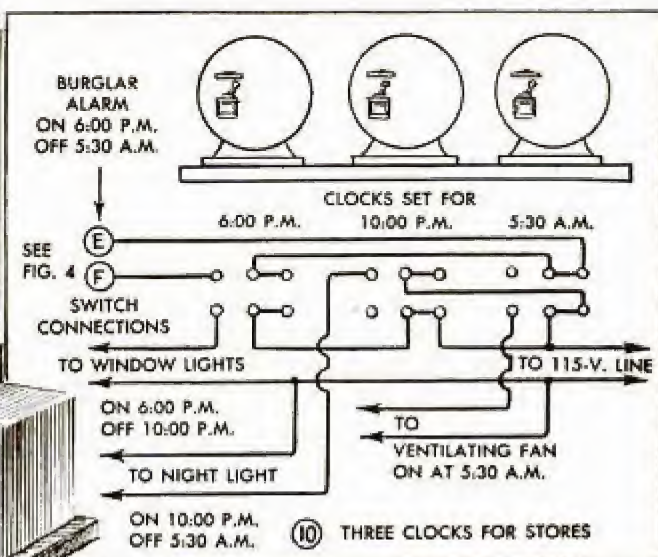 BURGLAR
ALARM
ON 6:00 P.M.
OFF 5:30 A.M.
CLOCKS SET FOR
6:00 P.M. 10:00 P.M. 5:30 A.M.
E
SEE
FIG. 4
F
SWITCH
CONNECTIONS
TO WINDOW LIGHTS
TO 115-V. LINE
ON 6:00 P.M.
OFF 10:00 P.M.
TO
VENTILATING FAN
ON AT 5:30 A.M.
TO NIGHT LIGHT
ON 10:00 P.M.
OFF 5:30 A.M.
10 THREE CLOCKS FOR STORES